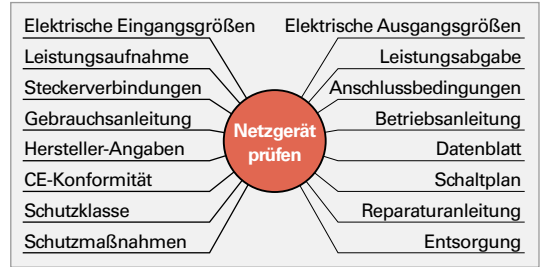 Elektrische Eingangsgrößen
Leistungsaufnahme
Steckerverbindungen
Gebrauchsanleitung
Hersteller-Angaben
CE-Konformität
Schutzklasse
Schutzmaßnahmen
Netzgerät
prüfen
Elektrische Ausgangsgrößen
Leistungsabgabe
Anschlussbedingungen
Betriebsanleitung
Datenblatt
Schaltplan
Reparaturanleitung
Entsorgung